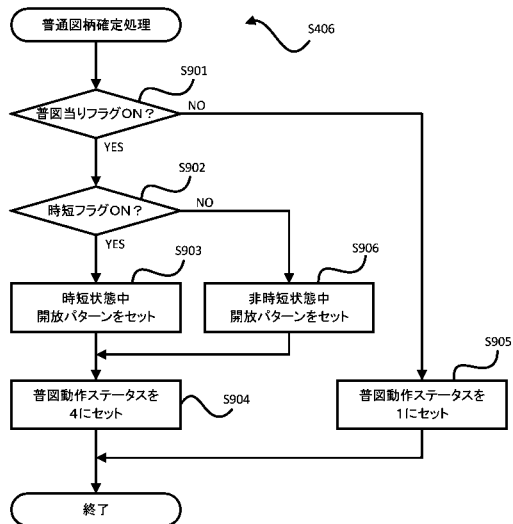 普通図柄確定処理
S406
S901
普図当りフラグON？
NO
YES
S902
時短フラグON？
NO
YES
S903
時短状態中
開放パターンをセット
S906
非時短状態中
開放パターンをセット
普図動作ステータスを
4にセット
S904
S905
普図動作ステータスを
1にセット
終了